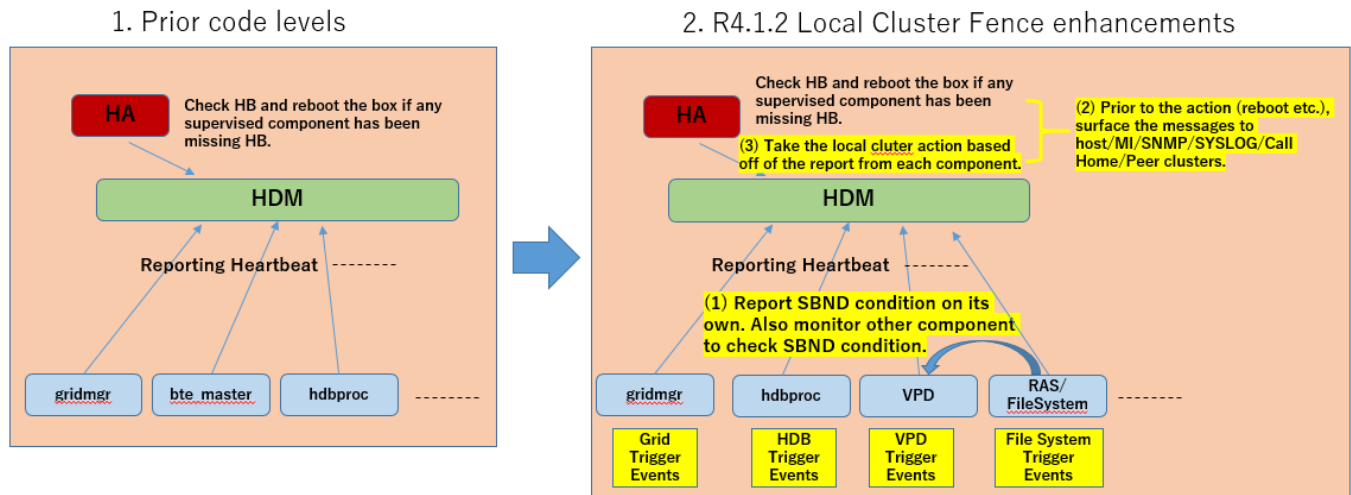 1. Prior code levels
HA
Check HB and reboot the box if any
supervised component has been
missing HB.
HDM
Reporting Heartbeat --------
gridmgr
bte_master
hdbproc
--------
2. R4.1.2 Local Cluster Fence enhancements
HA
Check HB and reboot the box if any
supervised component has been
missing HB.
(3) Take the local cluter action based
off of the report from each component.
(2) Prior to the action (reboot etc.),
surface the messages to
host/MI/SNMP/SYSLOG/Call
Home/Peer clusters.
HDM
Reporting Heartbeat --------
(1) Report SBND condition on its
own. Also monitor other component
to check SBND condition.
gridmgr
hdbproc
VPD
RAS/
FileSystem
--------
Grid
Trigger
Events
HDB
Trigger
Events
VPD
Trigger
Events
File System
Trigger
Events